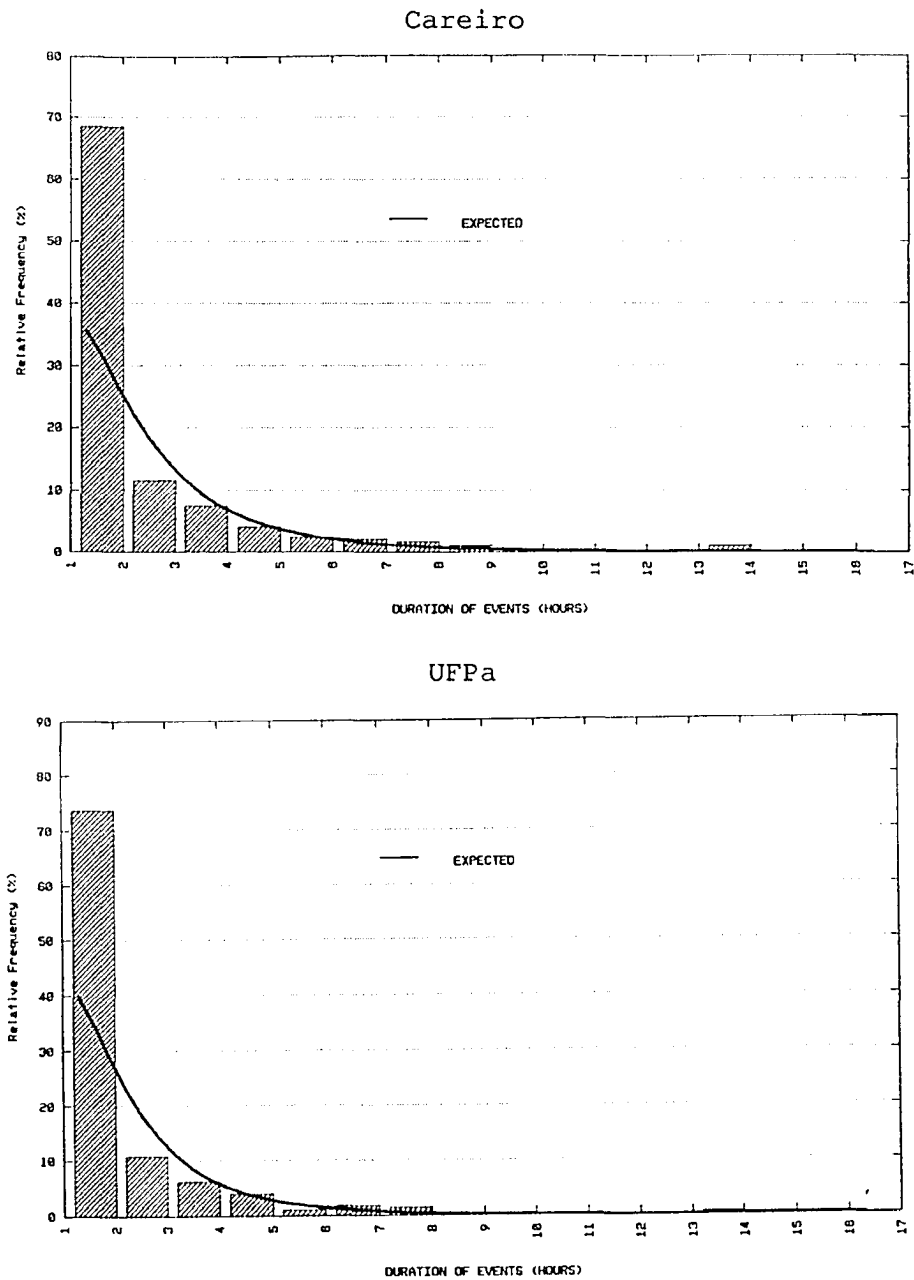 Careiro
80
70
60
50
40
30
20
10
0
Relative Frequency (%)
EXPECTED
1 2 3 4 5 6 7 8 9 10 11 12 13 14 15 16 17
DURATION OF EVENTS (HOURS)
UFPa
90
80
70
60
50
40
30
20
10
0
Relative Frequency (%)
EXPECTED
1 2 3 4 5 6 7 8 9 10 11 12 13 14 15 16 17
DURATION OF EVENTS (HOURS)